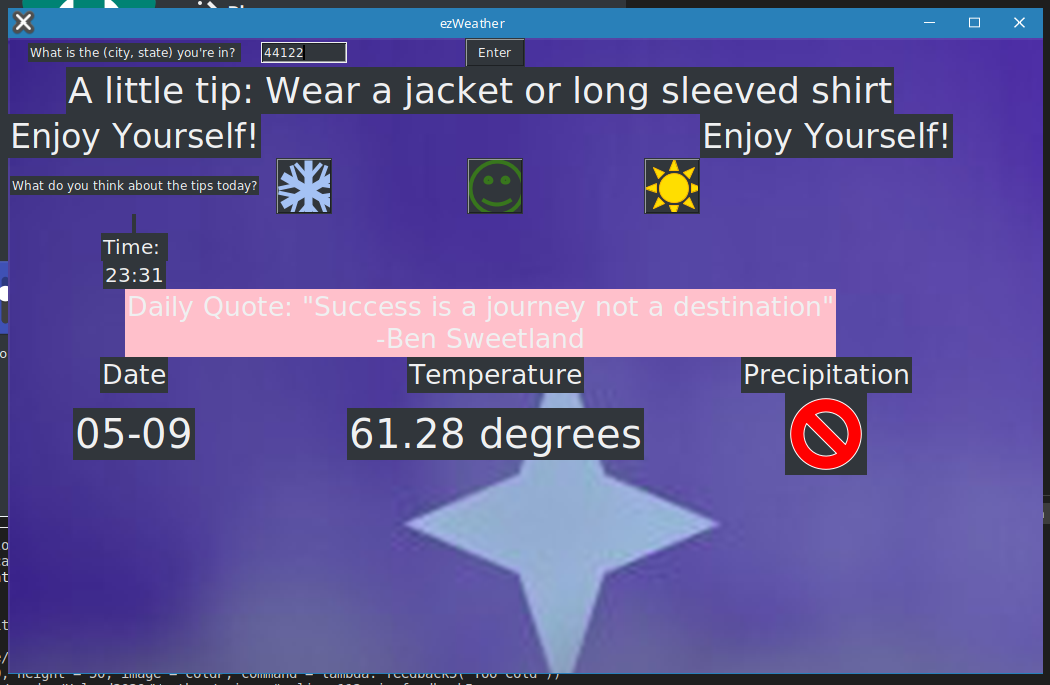 ezWeather
What is the (city, state) you're in? 44122 Enter
A little tip: Wear a jacket or long sleeved shirt
Enjoy Yourself! Enjoy Yourself!
What do you think about the tips today?
Time:
23:31
Daily Quote: "Success is a journey not a destination"
-Ben Sweetland
Date Temperature Precipitation
05-09 61.28 degrees